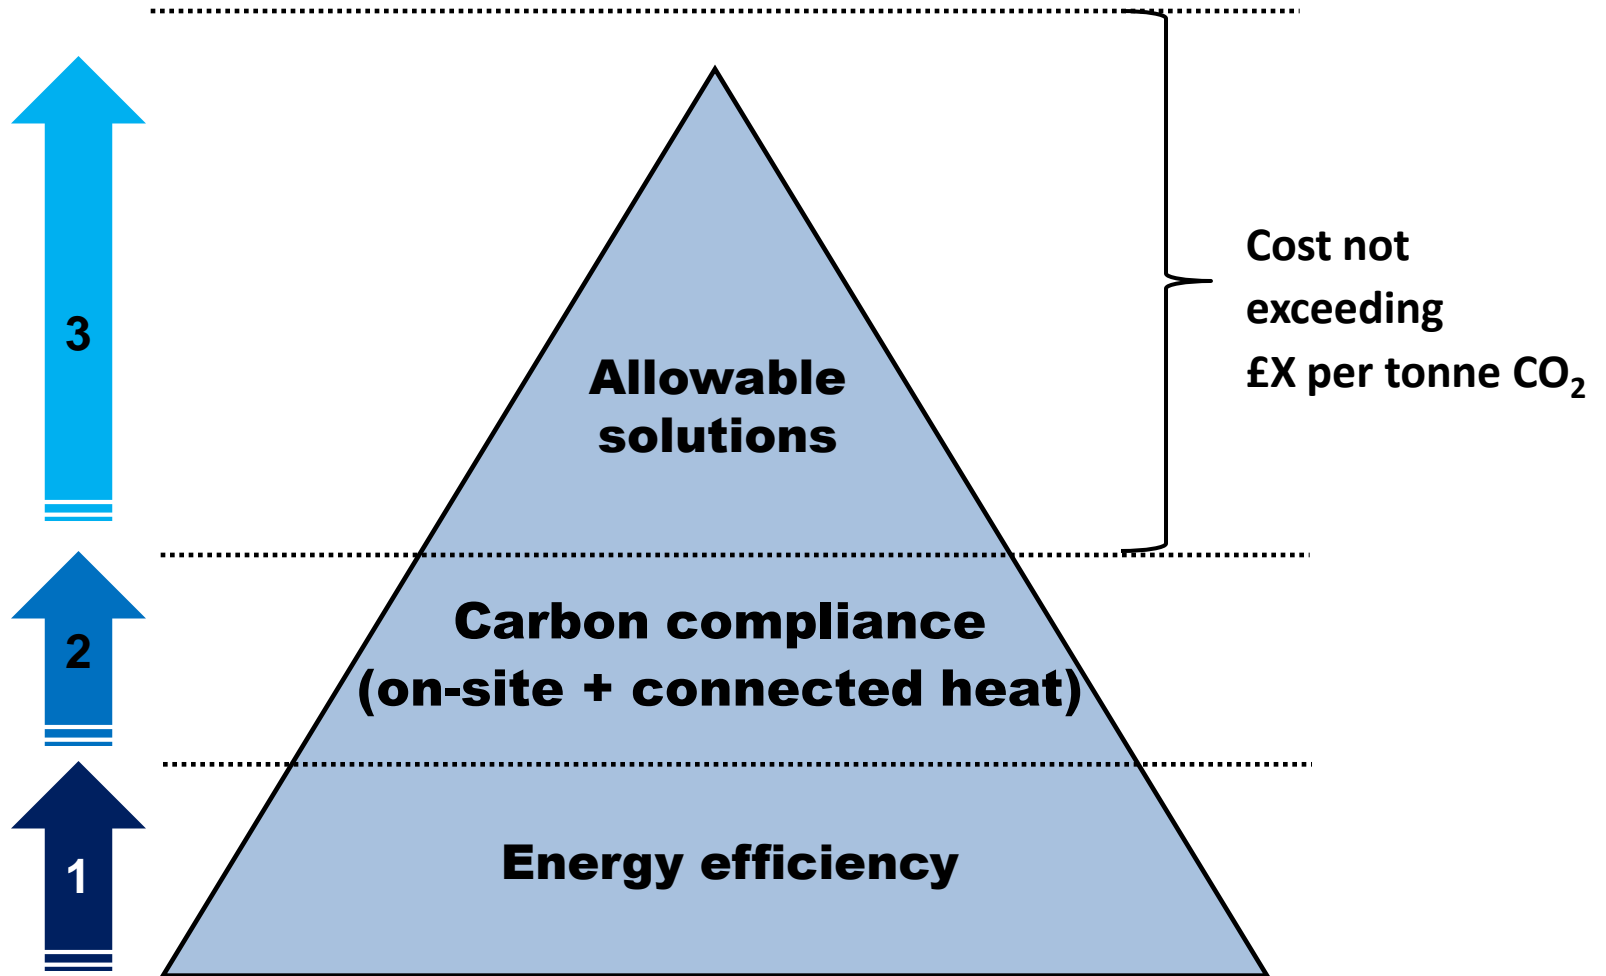 3
Allowable
solutions
Cost not
exceeding
£X per tonne CO₂
2
Carbon compliance
(on-site + connected heat)
1
Energy efficiency